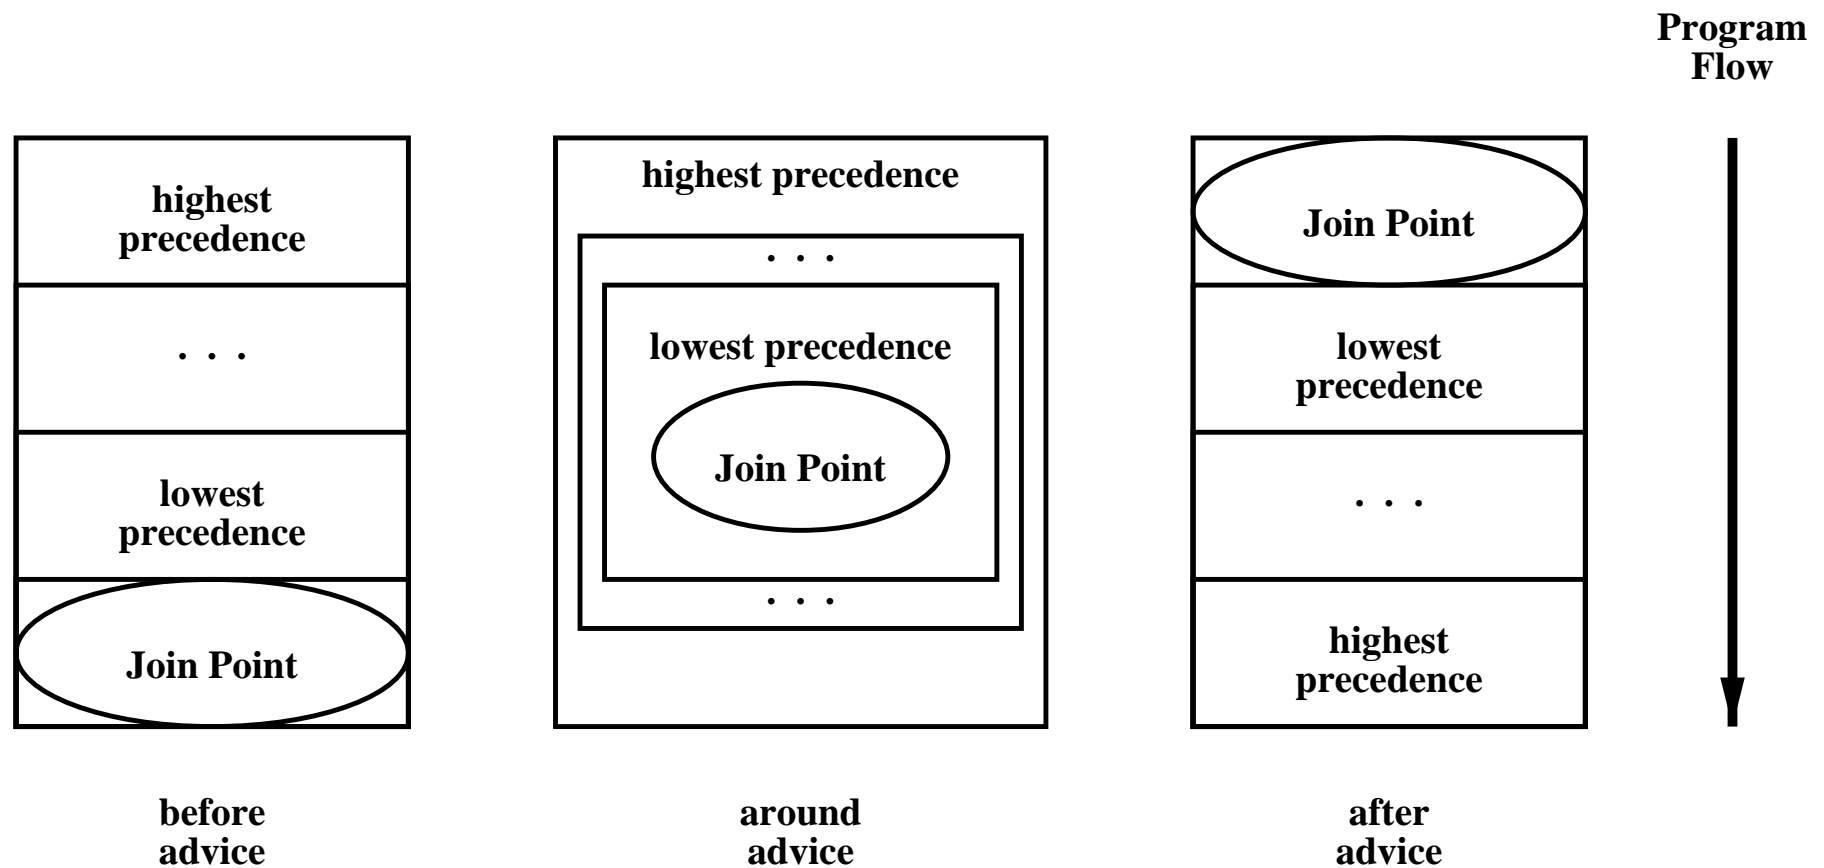 Program
Flow
highest
precedence
. . .
lowest
precedence
Join Point
before
advice
highest precedence
. . .
lowest precedence
Join Point
. . .
around
advice
Join Point
lowest
precedence
. . .
highest
precedence
after
advice